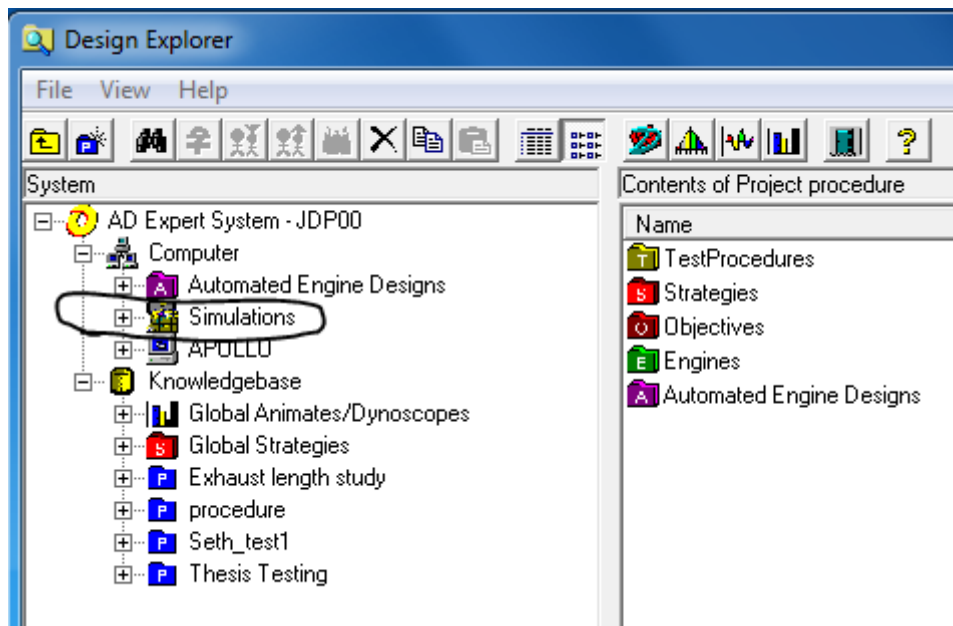 Design Explorer
File View Help
System
Contents of Project procedure
AD Expert System - JDP00
Name
Computer
TestProcedures
A Automated Engine Designs
T
Simulations
S Strategies
APOLLO
O Objectives
Knowledgebase
E Engines
Global Animates/Dynoscopes
A Automated Engine Designs
S Global Strategies
P Exhaust length study
P procedure
P Seth_test1
P Thesis Testing